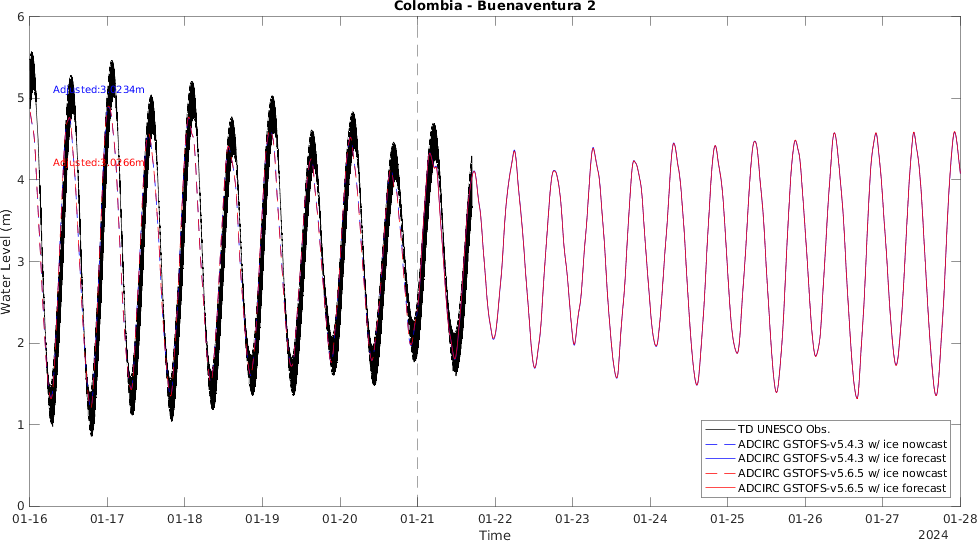 Colombia - Buenaventura 2
6
5
4
3
2
1
0
Water Level (m)
Adjusted:3.0266m
01-16
01-17
01-18
01-19
01-20
01-21
01-22
01-23
01-24
01-25
01-26
01-27
01-28
Time
2024
TD UNESCO Obs.
ADCIRC GSTOFS-v5.4.3 w/ ice nowcast
ADCIRC GSTOFS-v5.4.3 w/ ice forecast
ADCIRC GSTOFS-v5.6.5 w/ ice nowcast
ADCIRC GSTOFS-v5.6.5 w/ ice forecast